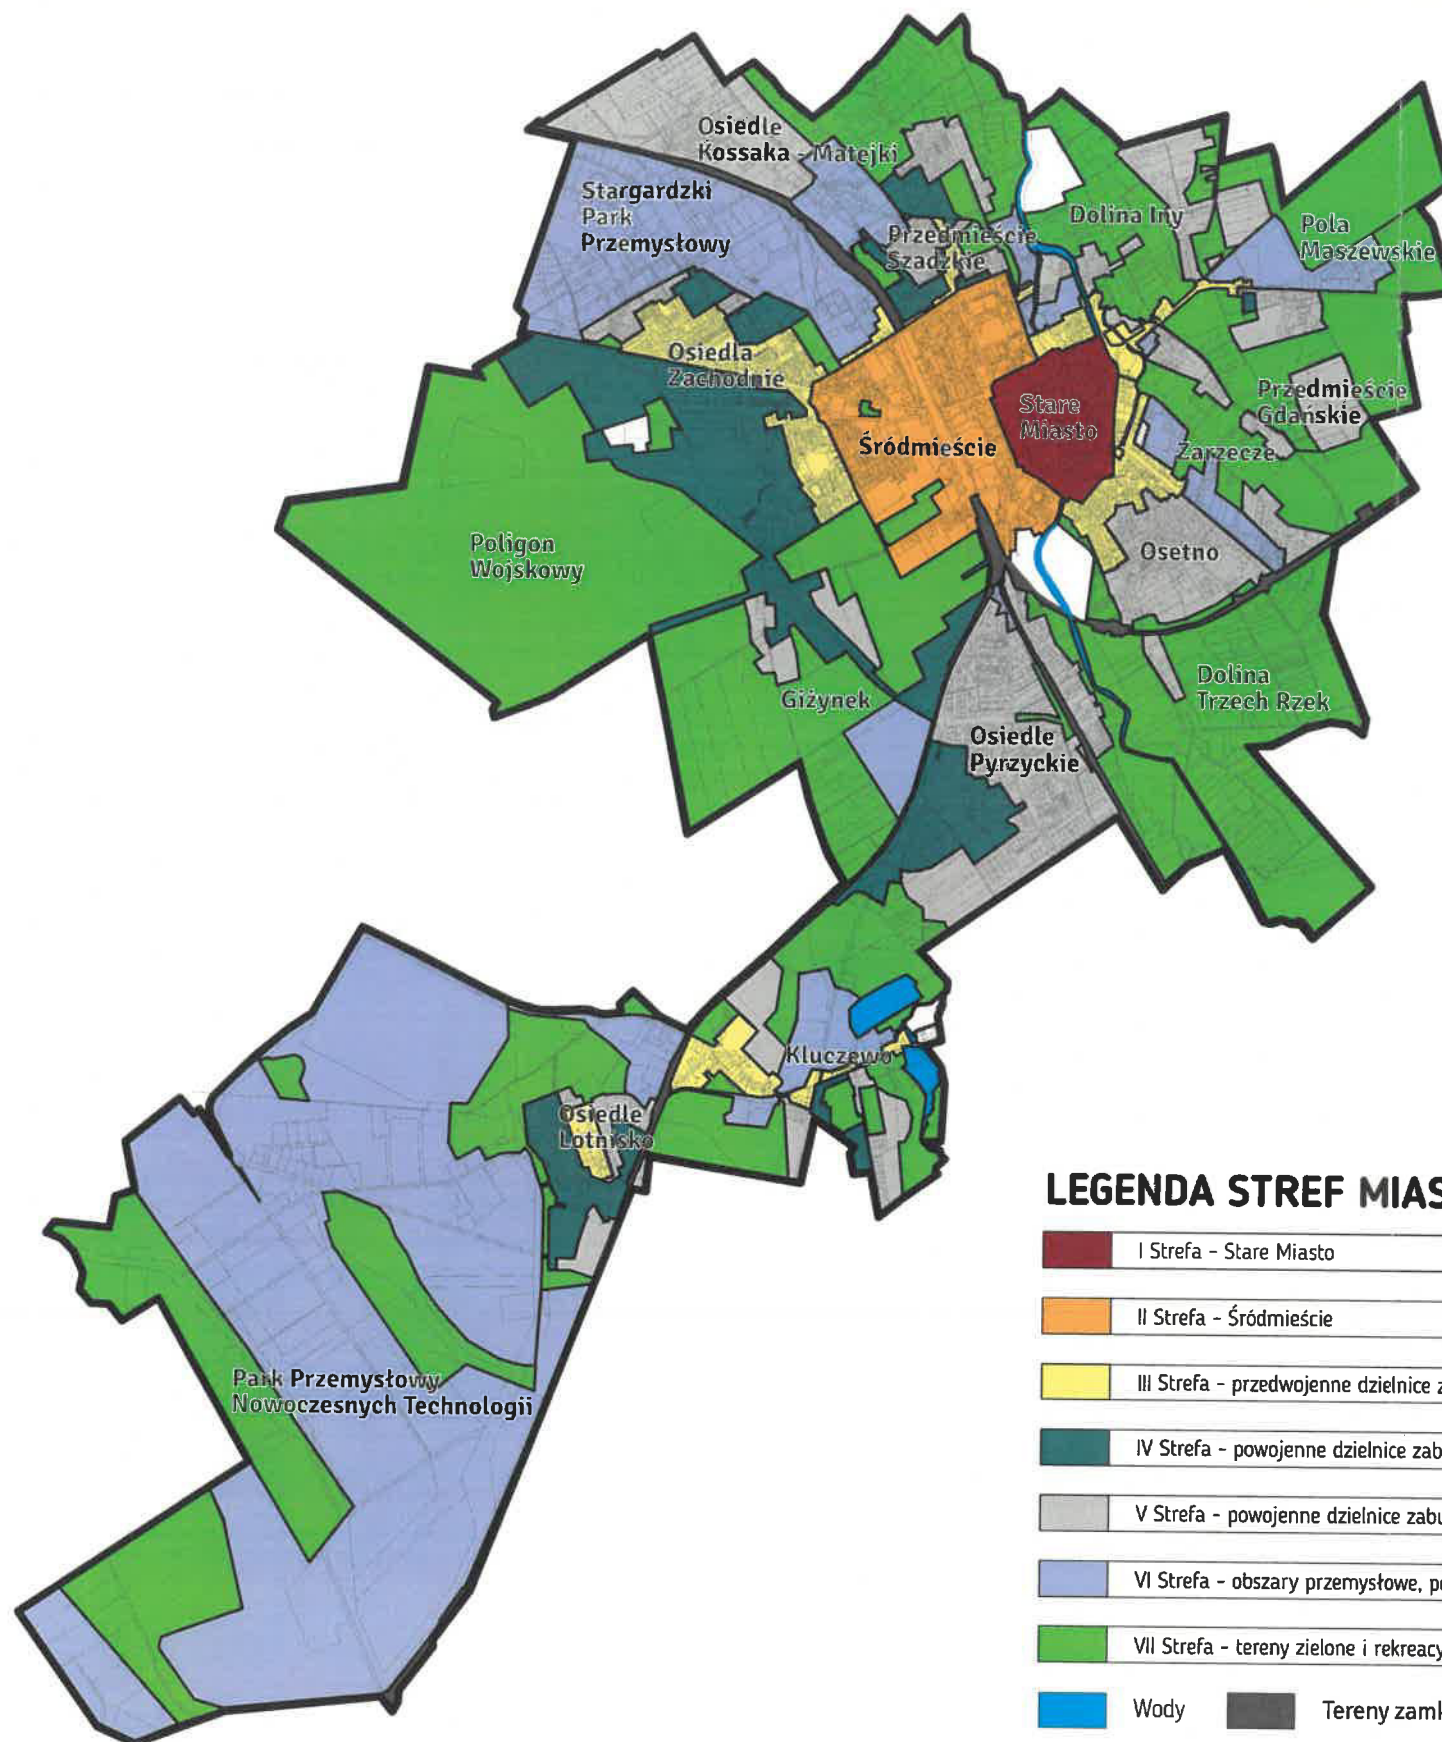 Osiedle
Kossaka - Matejki
Stargardzki
Park
Przemysłowy
Przedmieście
Szadzkie
Dolina Iny
Pola
Maszewskie
Osiedla
Zachodnie
Stare
Miasto
Śródmieście
Przedmieście
Gdańskie
Zarzecze
Osetno
Poligon
Wojskowy
Giżynek
Dolina
Trzech Rzek
Osiedle
Pyrzyckie
Kluczewo
Osiedle
Lotnisko
Park Przemysłowy
Nowoczesnych Technologii
LEGENDA STREF MIAS
I Strefa - Stare Miasto
II Strefa - Śródmieście
III Strefa - przedwojenne dzielnice z
IV Strefa - powojenne dzielnice zab
V Strefa - powojenne dzielnice zabu
VI Strefa - obszary przemysłowe, po
VII Strefa - tereny zielone i rekreacy
Wody
Tereny zamk